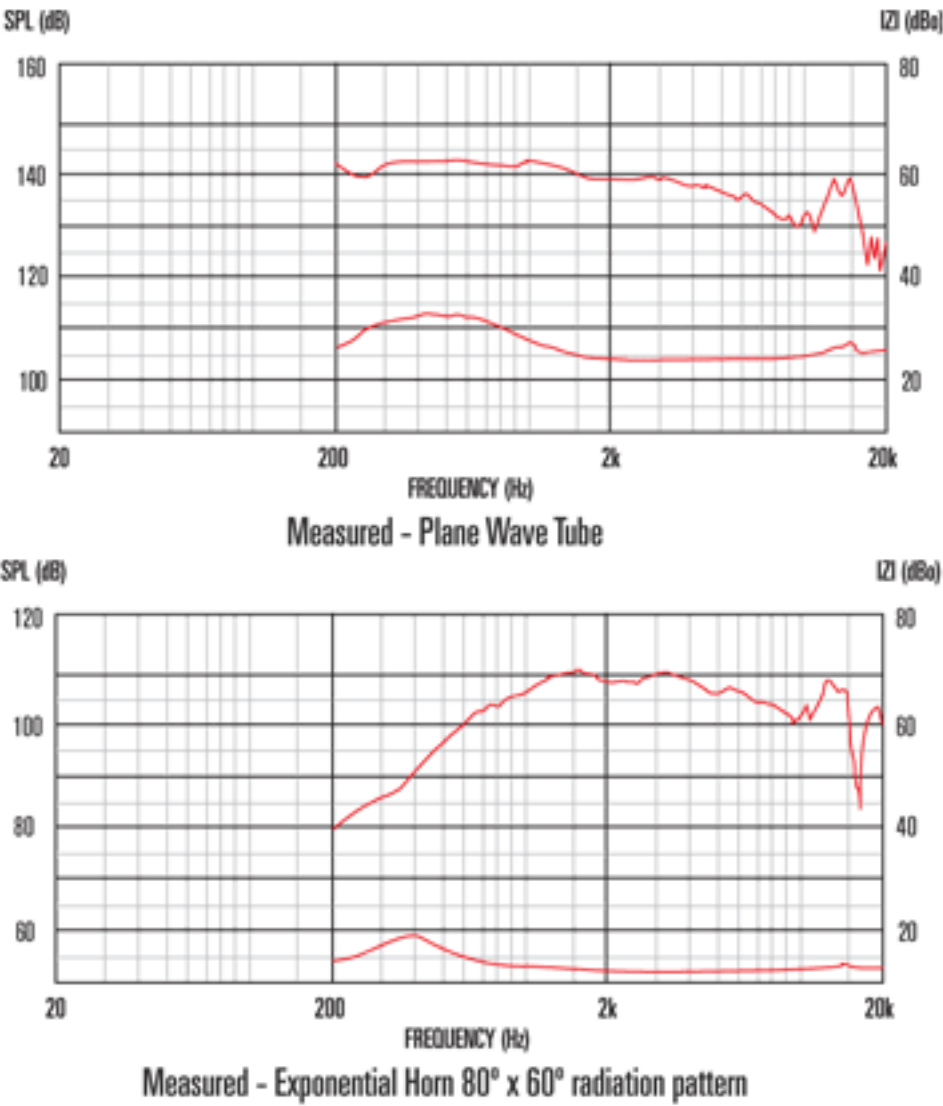 SPL (dB) |Z| (dBo)
160 80
140 60
120 40
100 20
20 200 2k 20k
FREQUENCY (Hz)
Measured - Plane Wave Tube
SPL (dB) |Z| (dBo)
120 80
100 60
80 40
60 20
20 200 2k 20k
FREQUENCY (Hz)
Measured - Exponential Horn 80º x 60º radiation pattern